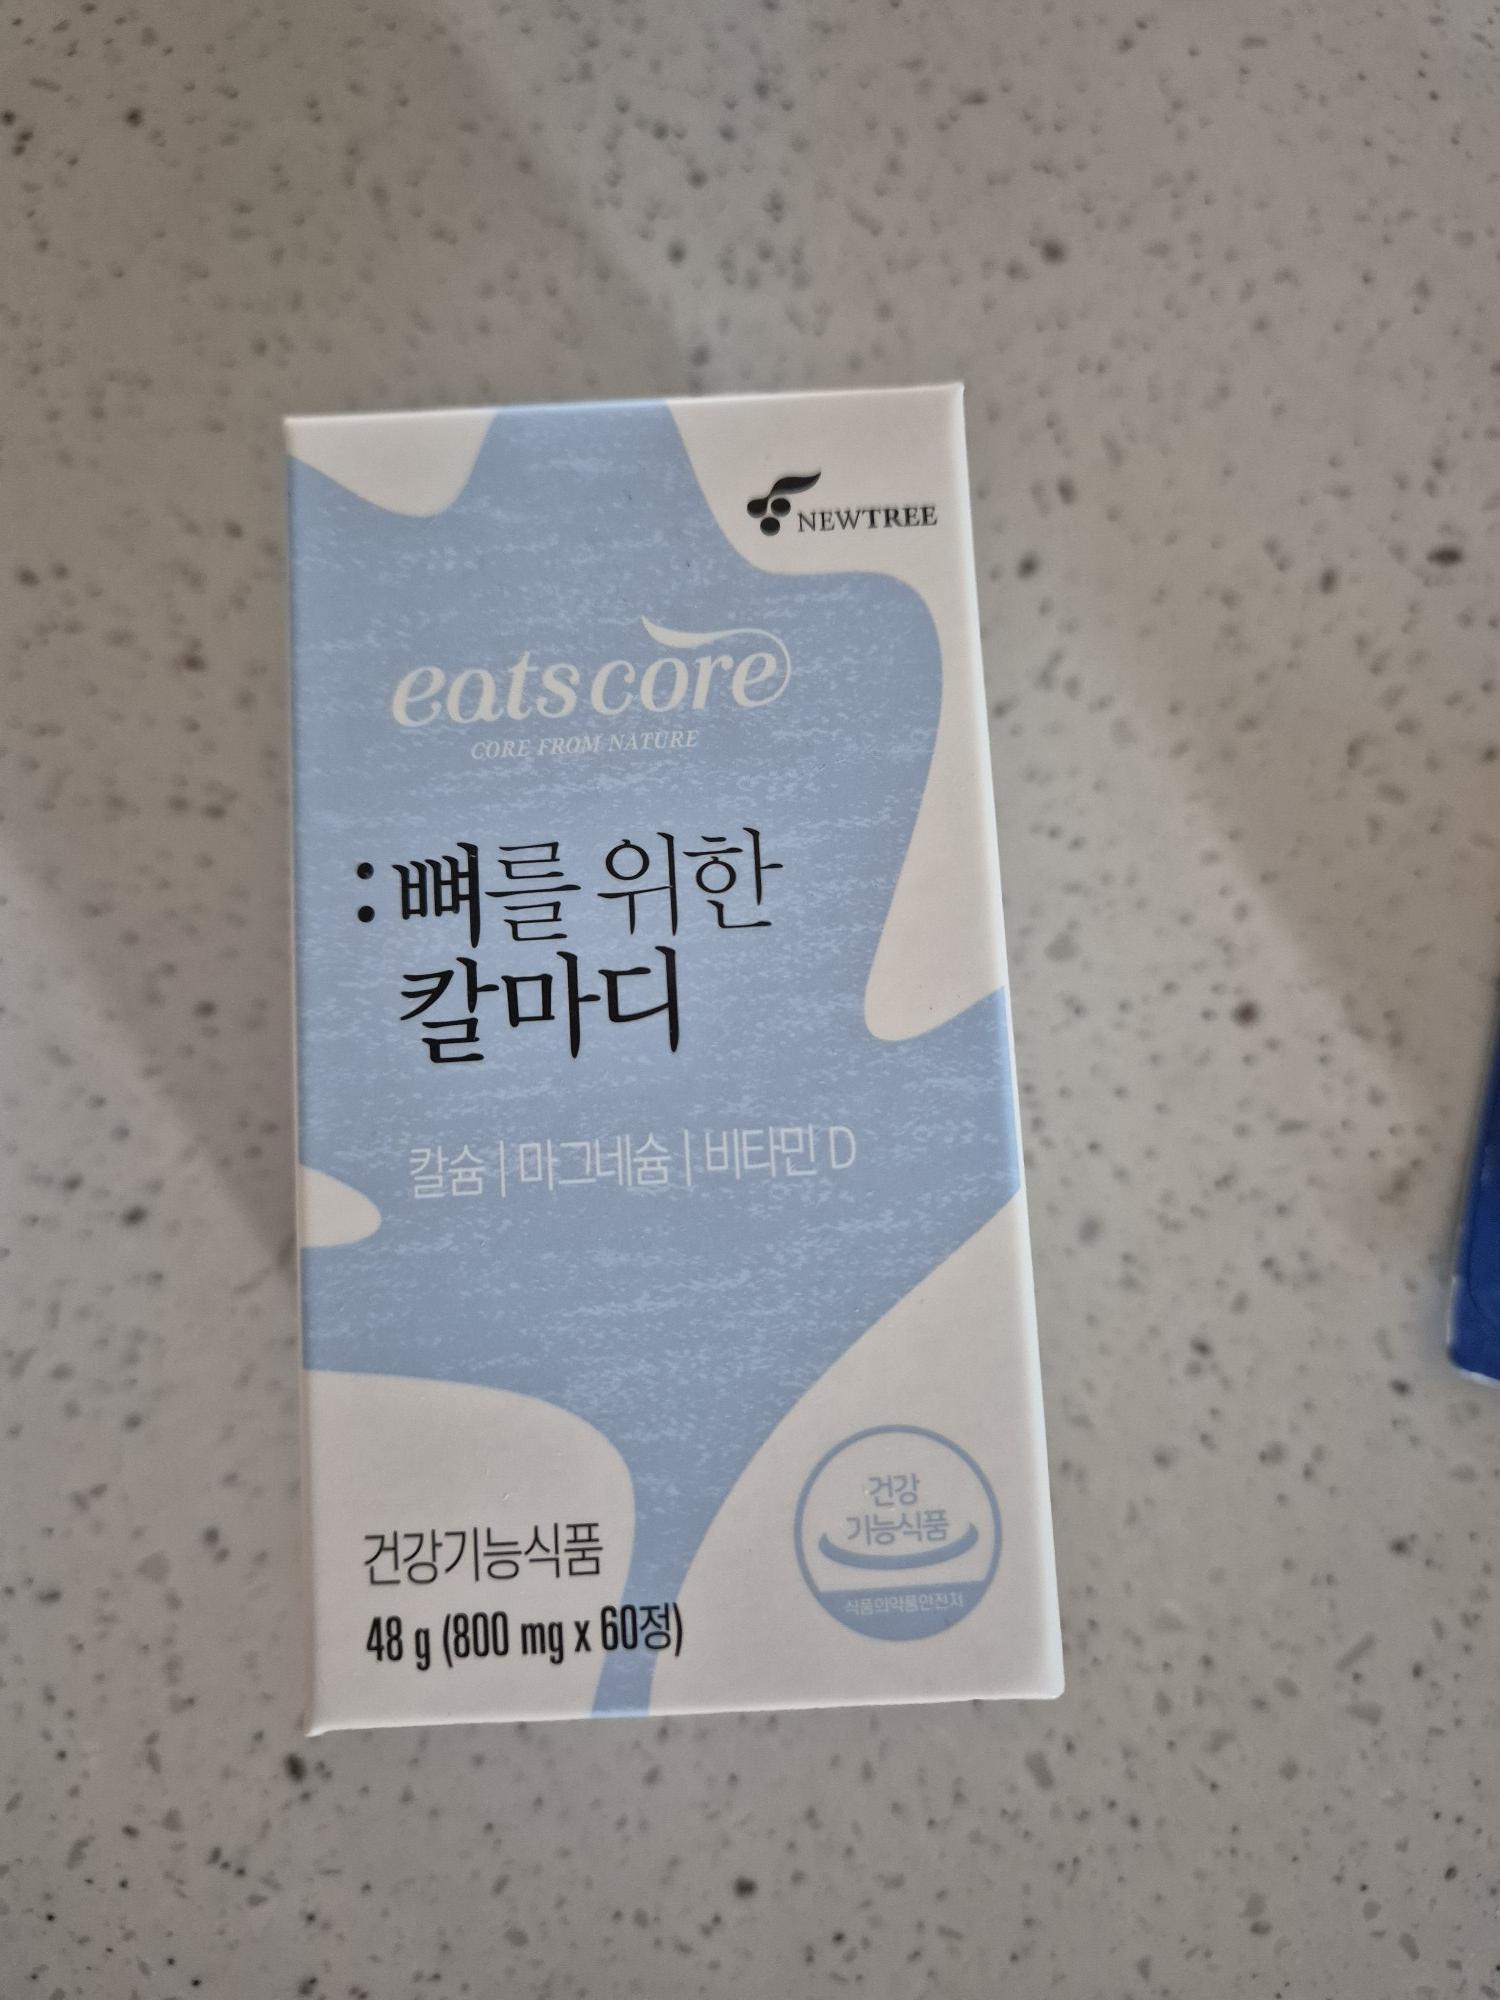 NEWTREE
eatscore
CORE FROM NATURE
: 뼈를 위한
칼마디
칼슘 | 마그네슘 | 비타민 D
건강
기능식품
식품의약품안전처
건강기능식품
48 g (800 mg x 60정)